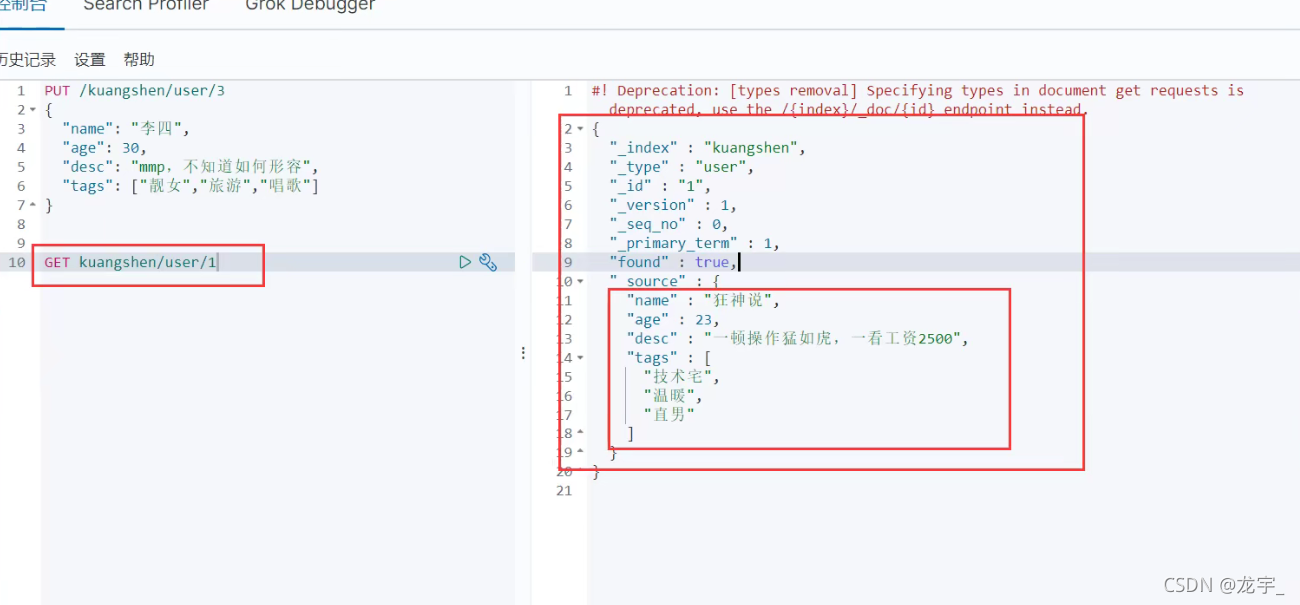 控制台 Search Profiler Grok Debugger
历史记录 设置 帮助
1 PUT /kuangshen/user/3
2 {
3 "name": "李四",
4 "age": 30,
5 "desc": "mmp，不知道如何形容",
6 "tags": ["靓女","旅游","唱歌"]
7 }
8
9
10 GET kuangshen/user/1
1 #! Deprecation: [types removal] Specifying types in document get requests is
deprecated, use the /{index}/_doc/{id} endpoint instead.
2 {
3 "_index" : "kuangshen",
4 "_type" : "user",
5 "_id" : "1",
6 "_version" : 1,
7 "_seq_no" : 0,
8 "_primary_term" : 1,
9 "found" : true,
10 "_source" : {
11 "name" : "狂神说",
12 "age" : 23,
13 "desc" : "一顿操作猛如虎，一看工资2500",
14 "tags" : [
15 "技术宅",
16 "温暖",
17 "直男"
18 ]
19 }
20 }
21
CSDN @龙宇_